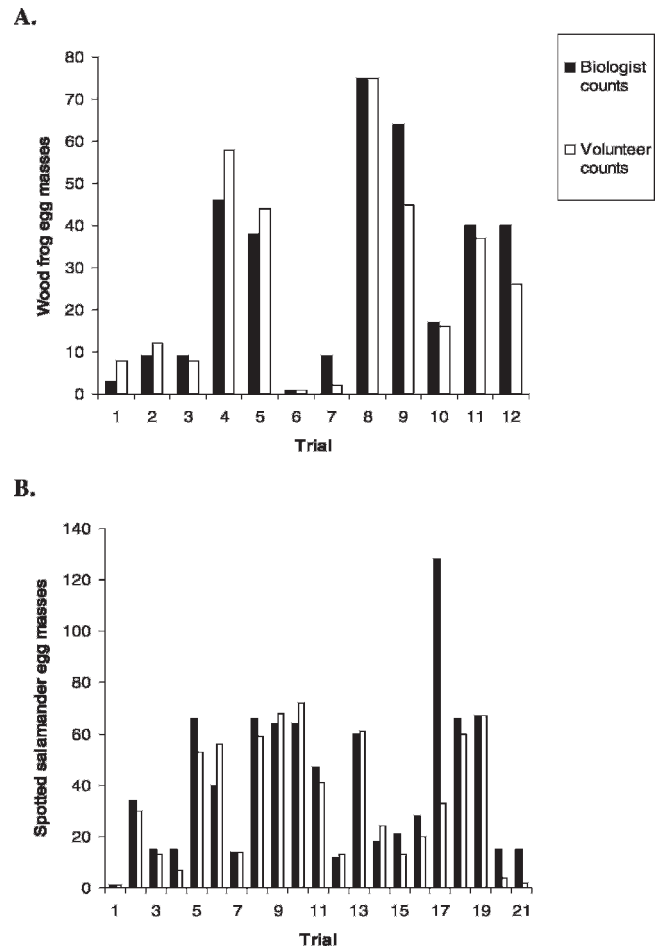 A.
Wood frog egg masses
80
70
60
50
40
30
20
10
0
1 2 3 4 5 6 7 8 9 10 11 12
Trial
Biologist
counts
Volunteer
counts
B.
Spotted salamander egg masses
140
120
100
80
60
40
20
0
1 3 5 7 9 11 13 15 17 19 21
Trial